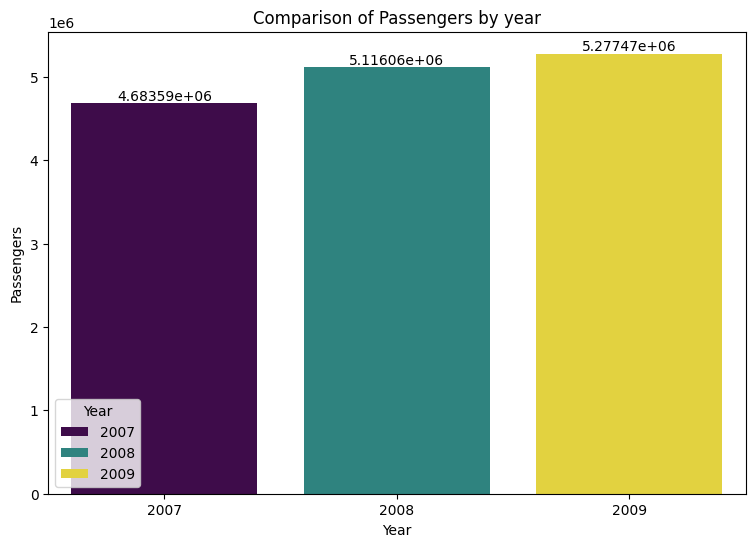 Comparison of Passengers by year
1e6
5.27747e+06
5.11606e+06
4.68359e+06
5
4
3
2
1
0
Passengers
Year
2007
2008
2009
2007
2008
2009
Year